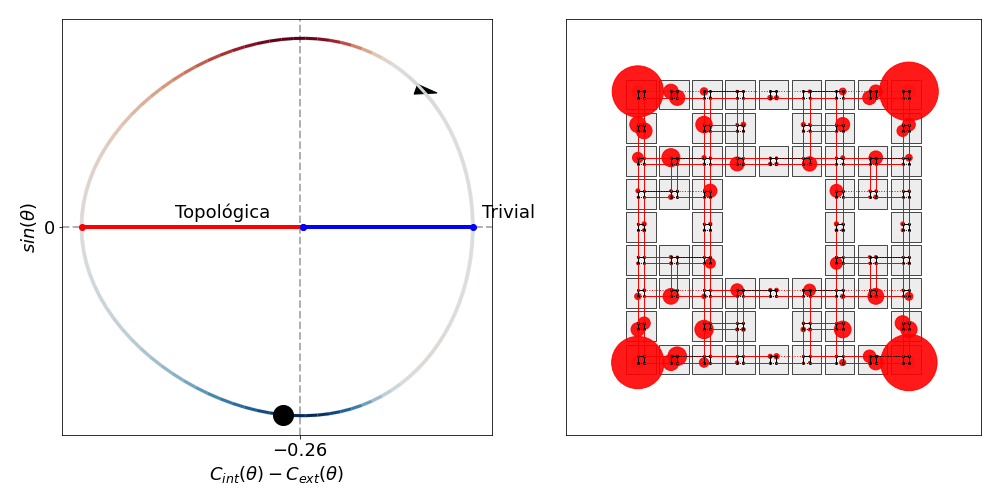 Topológica
Trivial
sin(θ)
0
−0.26
C_int(θ) − C_ext(θ)